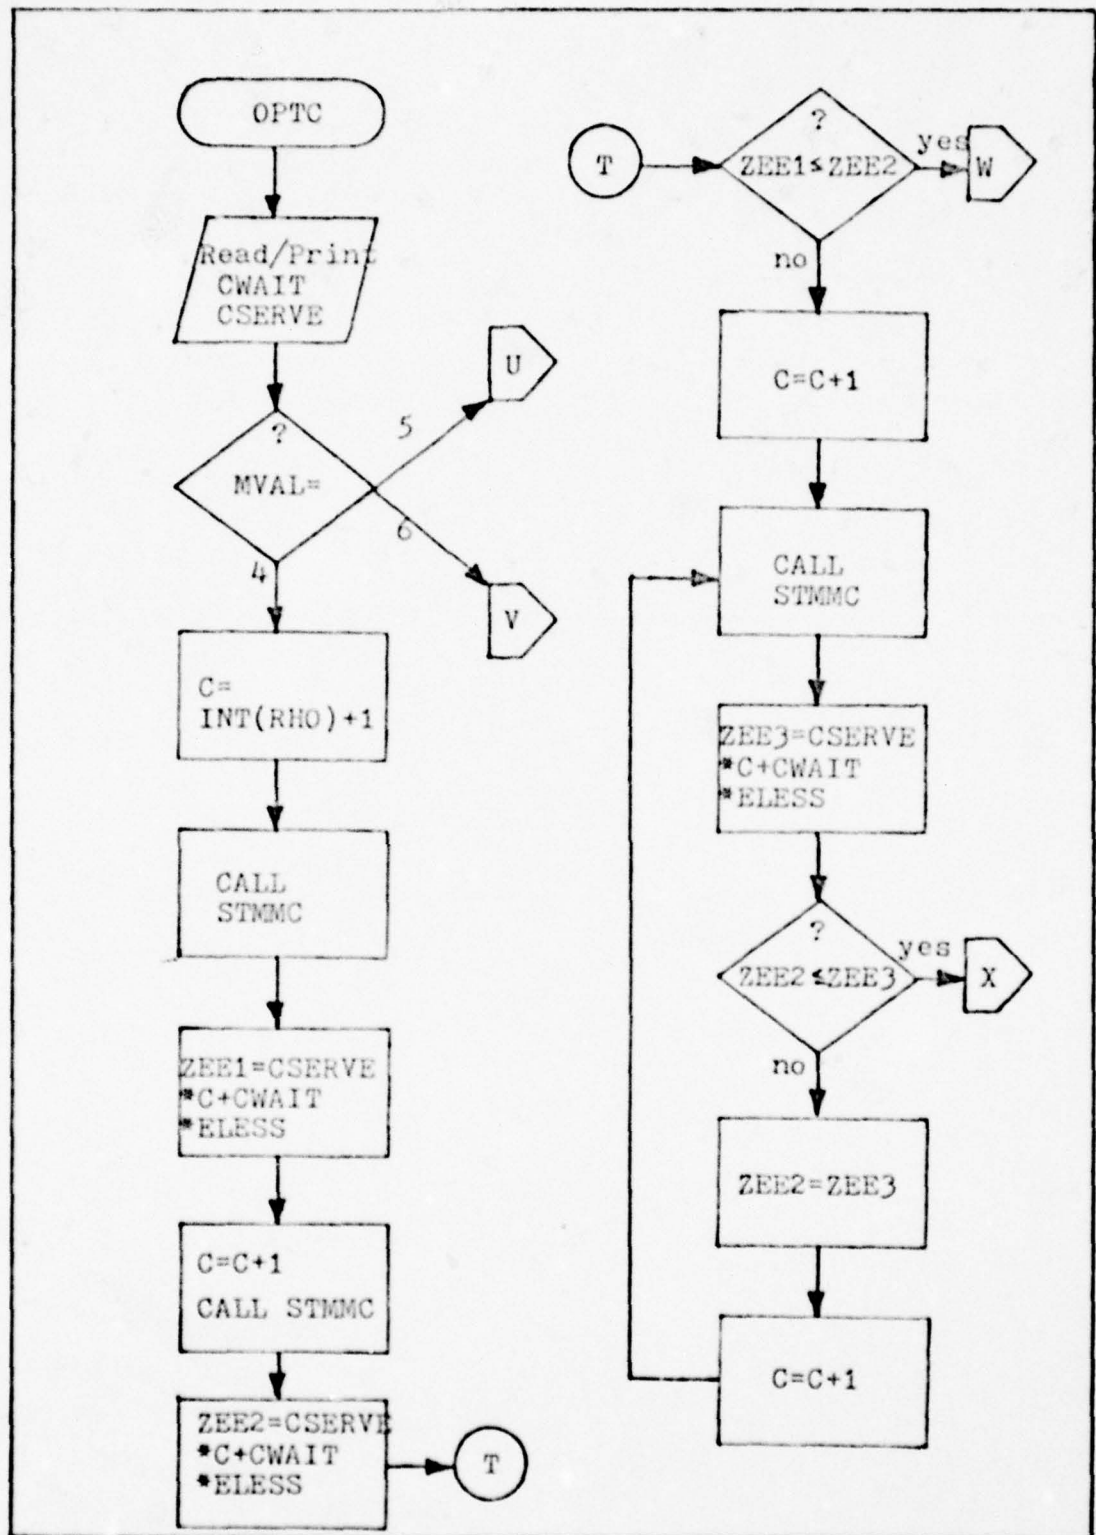 OPTC
Read/Print
CWAIT
CSERVE
?
MVAL=
5
U
6
V
4
C=
INT(RHO)+1
CALL
STMMC
ZEE1=CSERVE
*C+CWAIT
*ELESS
C=C+1
CALL STMMC
ZEE2=CSERVE
*C+CWAIT
*ELESS
T
T
?
ZEE1≤ZEE2
yes
W
no
C=C+1
CALL
STMMC
ZEE3=CSERVE
*C+CWAIT
*ELESS
?
ZEE2≤ZEE3
yes
X
no
ZEE2=ZEE3
C=C+1